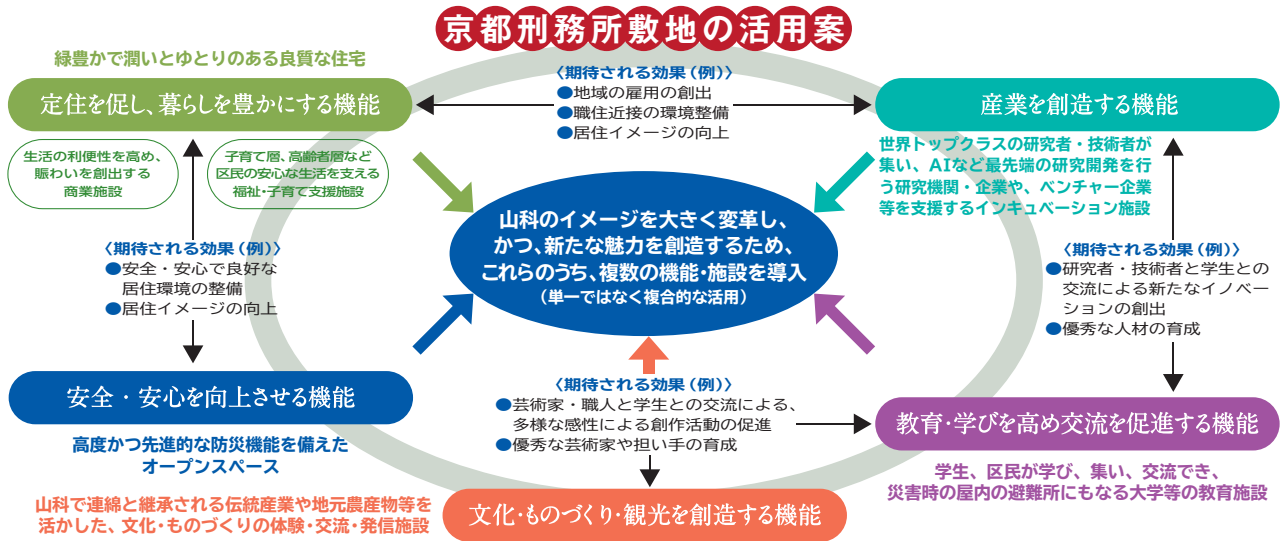 京都刑務所敷地の活用案
緑豊かで潤いとゆとりのある良質な住宅
定住を促し、暮らしを豊かにする機能
生活の利便性を高め、
賑わいを創出する
商業施設
子育て層、高齢者層など
区民の安心な生活を支える
福祉・子育て支援施設
〈期待される効果(例)〉
●地域の雇用の創出
●職住近接の環境整備
●居住イメージの向上
産業を創造する機能
世界トップクラスの研究者・技術者が
集い、AIなど最先端の研究開発を行
う研究機関・企業や、ベンチャー企業
等を支援するインキュベーション施設
山科のイメージを大きく変革し、
かつ、新たな魅力を創造するため、
これらのうち、複数の機能・施設を導入
(単一ではなく複合的な活用)
〈期待される効果(例)〉
●安全・安心で良好な
居住環境の整備
●居住イメージの向上
〈期待される効果(例)〉
●研究者・技術者と学生との
交流による新たなイノベー
ションの創出
●優秀な人材の育成
安全・安心を向上させる機能
高度かつ先進的な防災機能を備えた
オープンスペース
〈期待される効果(例)〉
●芸術家・職人と学生との交流による、
多様な感性による創作活動の促進
●優秀な芸術家や担い手の育成
教育・学びを高め交流を促進する機能
学生、区民が学び、集い、交流でき、
災害時の屋内の避難所にもなる大学等の教育施設
山科で連綿と継承される伝統産業や地元農産物等を
活かした、文化・ものづくりの体験・交流・発信施設
文化・ものづくり・観光を創造する機能